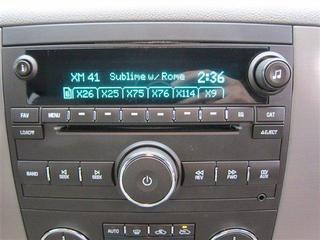 XM 41 Sublime w/ Rome 2:36
X26 X25 X75 X76 X114 X9
FAV MENU EQ CAT
LOAD EJECT
BAND SEEK SEEK REV FWD AUX
AUTO